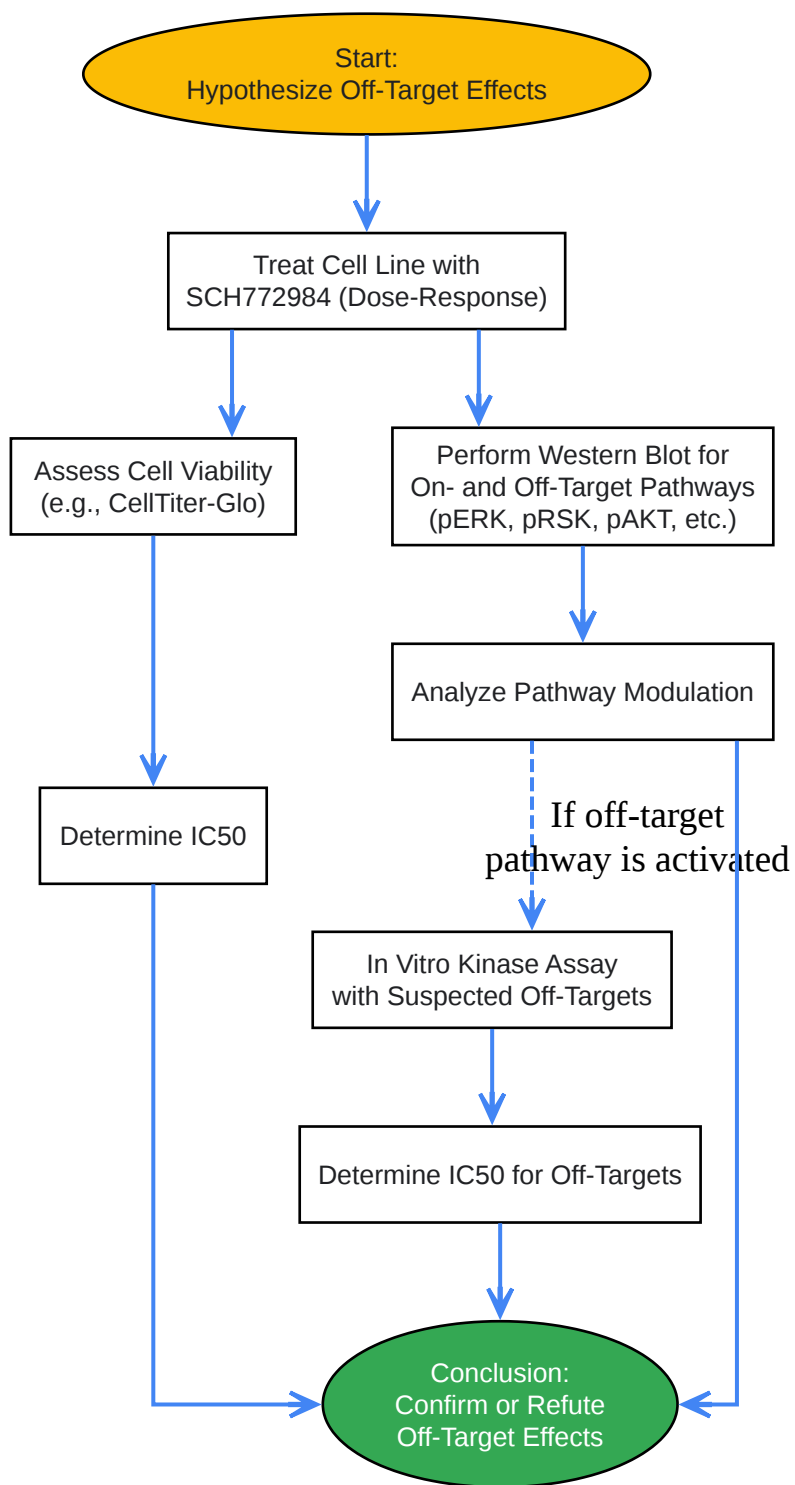 Start:
Hypothesize Off-Target Effects
Treat Cell Line with
SCH772984 (Dose-Response)
Assess Cell Viability
(e.g., CellTiter-Glo)
Perform Western Blot for
On- and Off-Target Pathways
(pERK, pRSK, pAKT, etc.)
Analyze Pathway Modulation
Determine IC50
If off-target
pathway is activated
In Vitro Kinase Assay
with Suspected Off-Targets
Determine IC50 for Off-Targets
Conclusion:
Confirm or Refute
Off-Target Effects